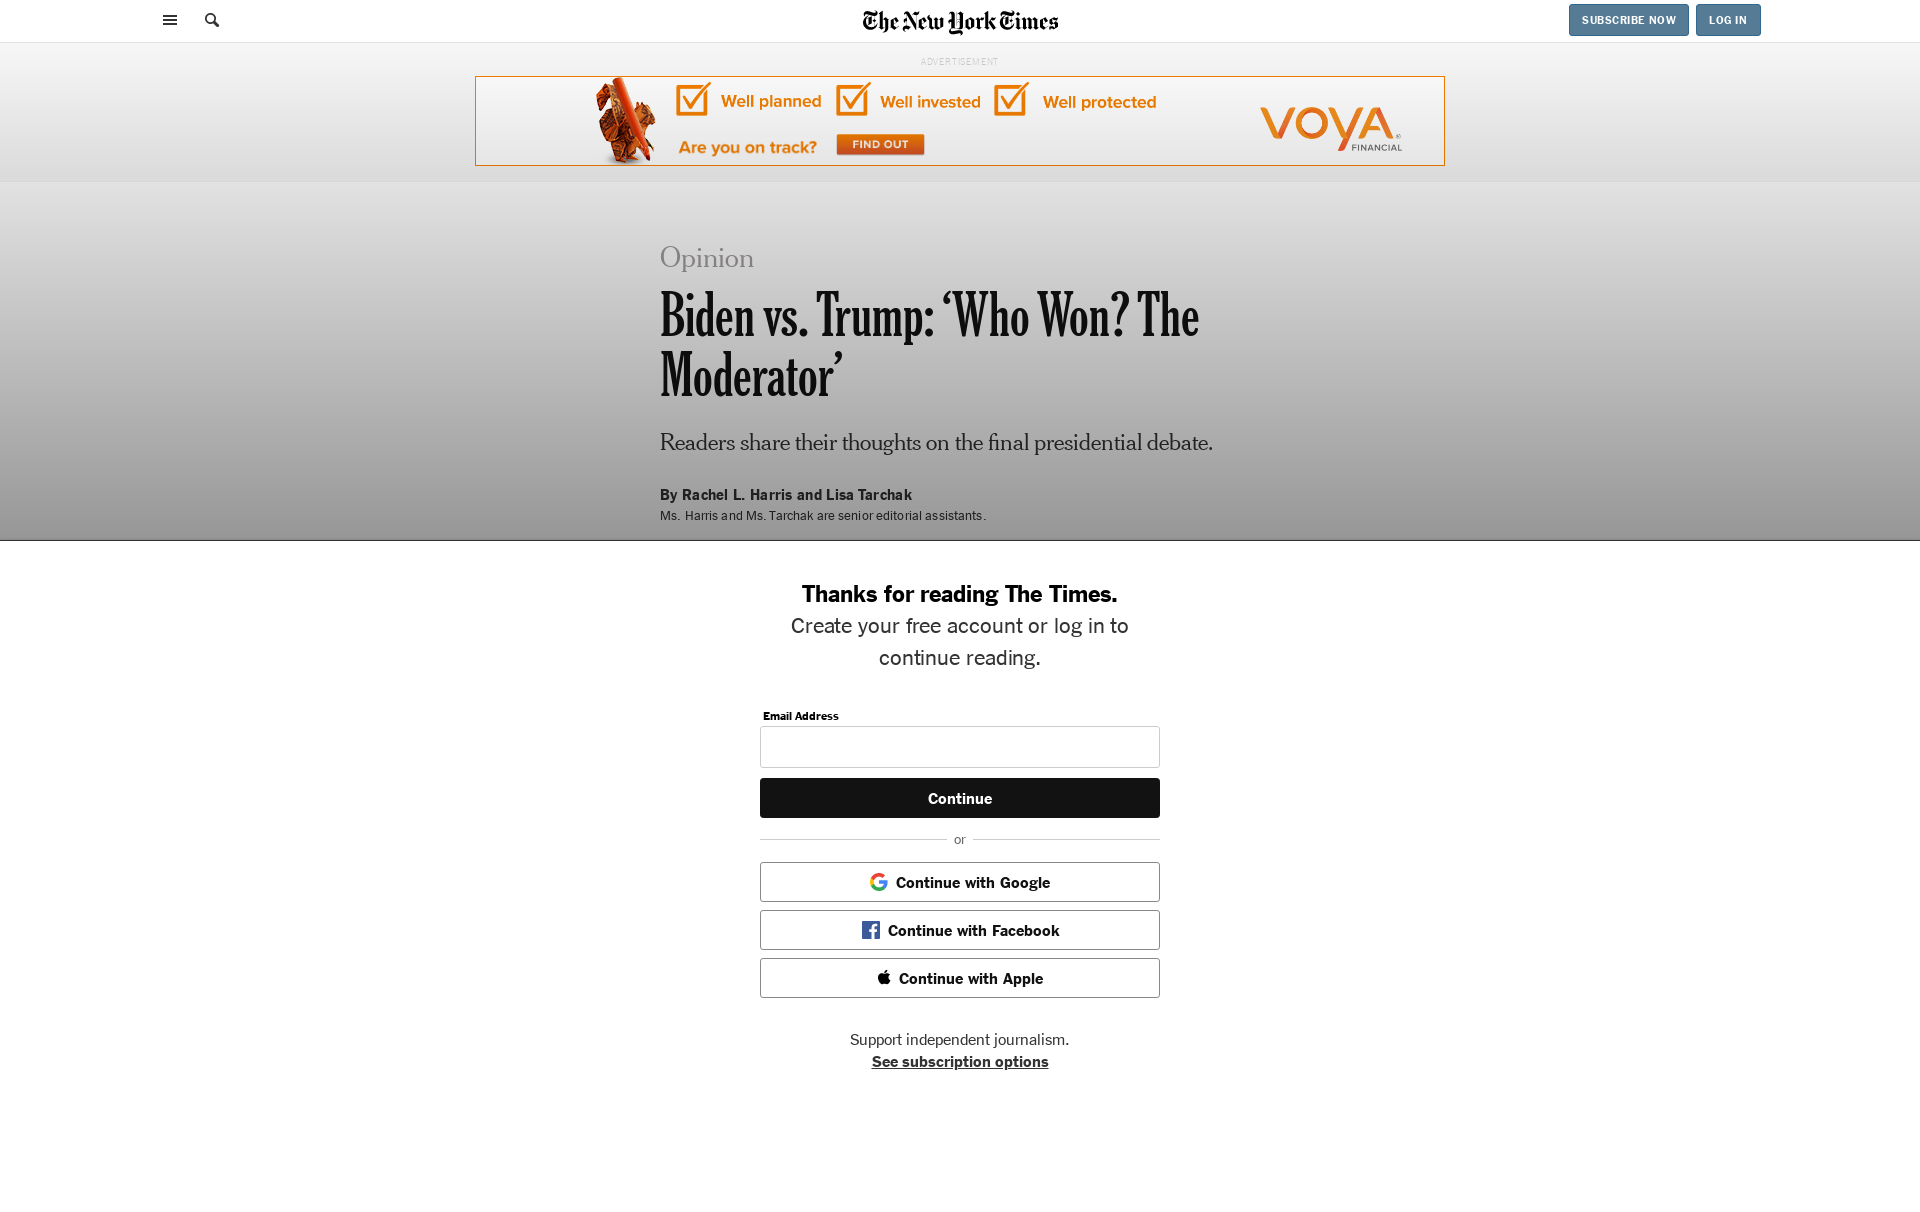 The New York Times
SUBSCRIBE NOW
LOG IN
ADVERTISEMENT
Well planned
Well invested
Well protected
Are you on track?
FIND OUT
VOYA
FINANCIAL
Opinion
Biden vs. Trump: ‘Who Won? The
Moderator’
Readers share their thoughts on the final presidential debate.
By Rachel L. Harris and Lisa Tarchak
Ms. Harris and Ms. Tarchak are senior editorial assistants.
Thanks for reading The Times.
Create your free account or log in to
continue reading.
Email Address
Continue
or
Continue with Google
Continue with Facebook
Continue with Apple
Support independent journalism.
See subscription options